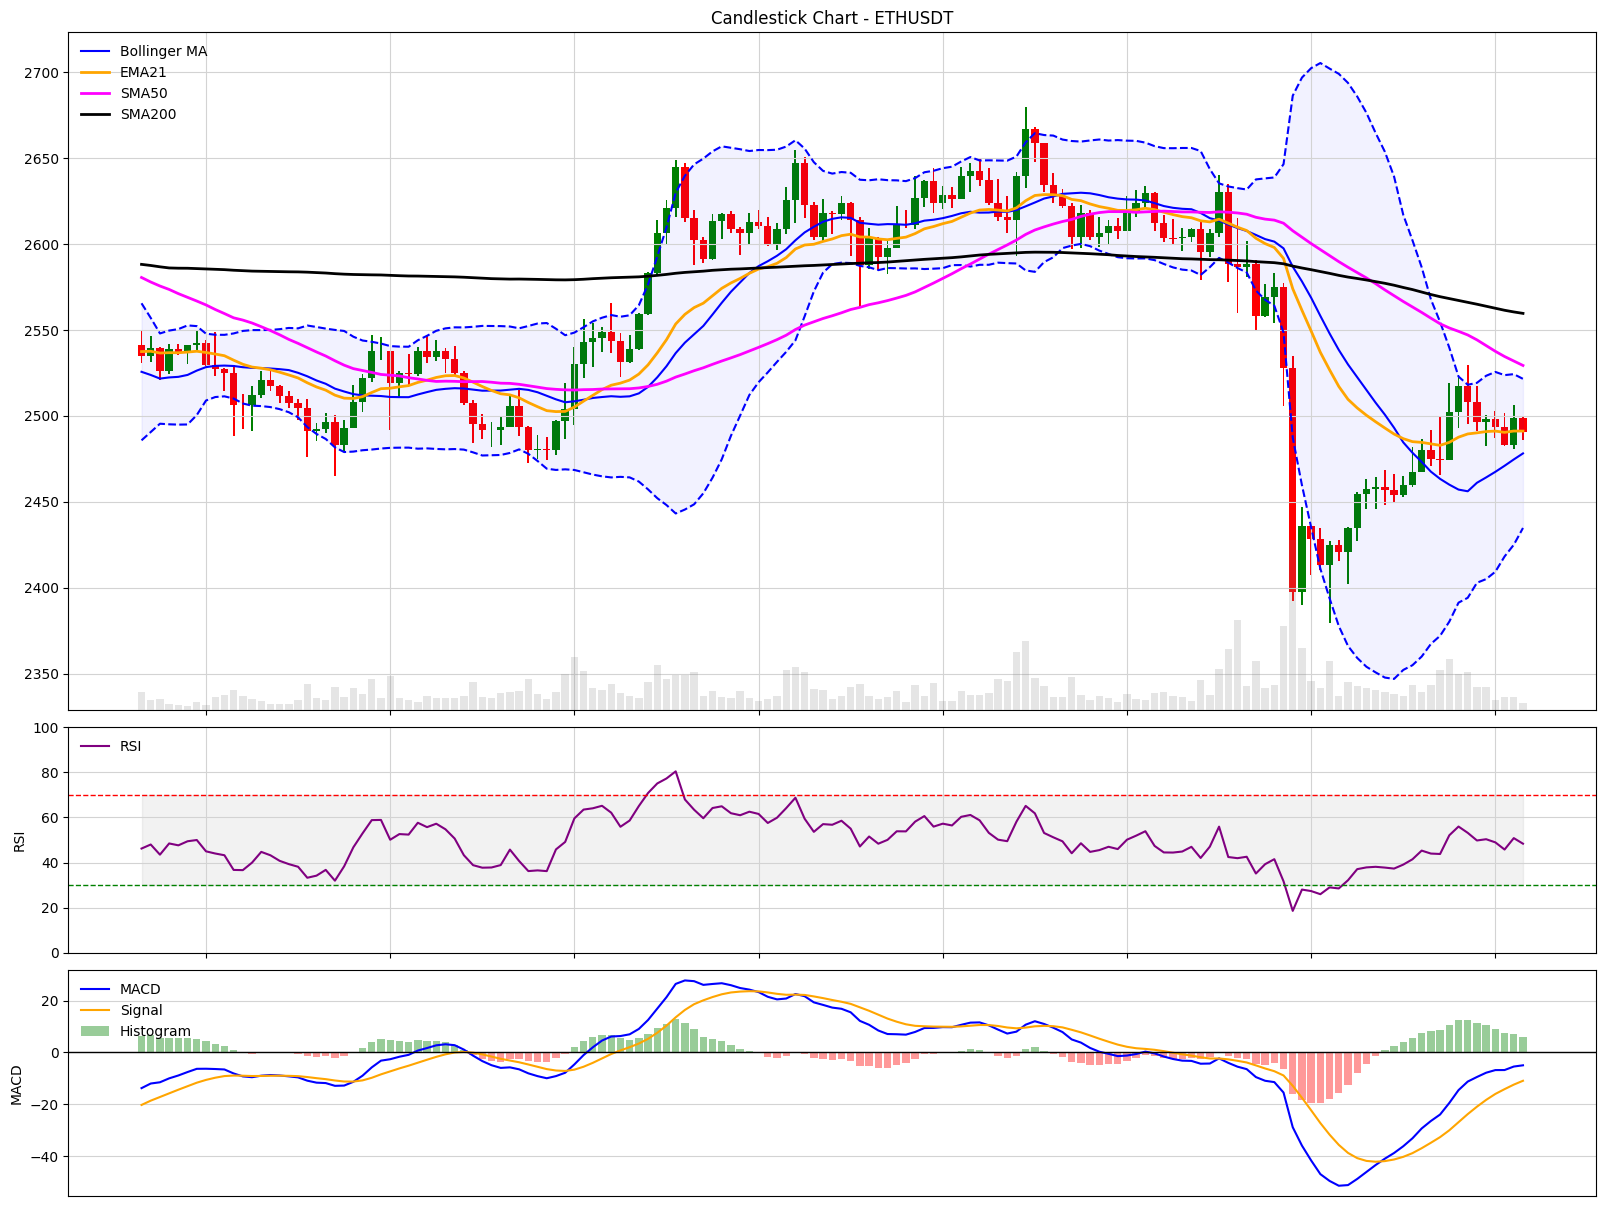 Candlestick Chart - ETHUSDT
Bollinger MA
EMA21
SMA50
SMA200
2700
2650
2600
2550
2500
2450
2400
2350
RSI
100
80
60
40
20
0
RSI
MACD
Signal
Histogram
20
0
−20
−40
MACD